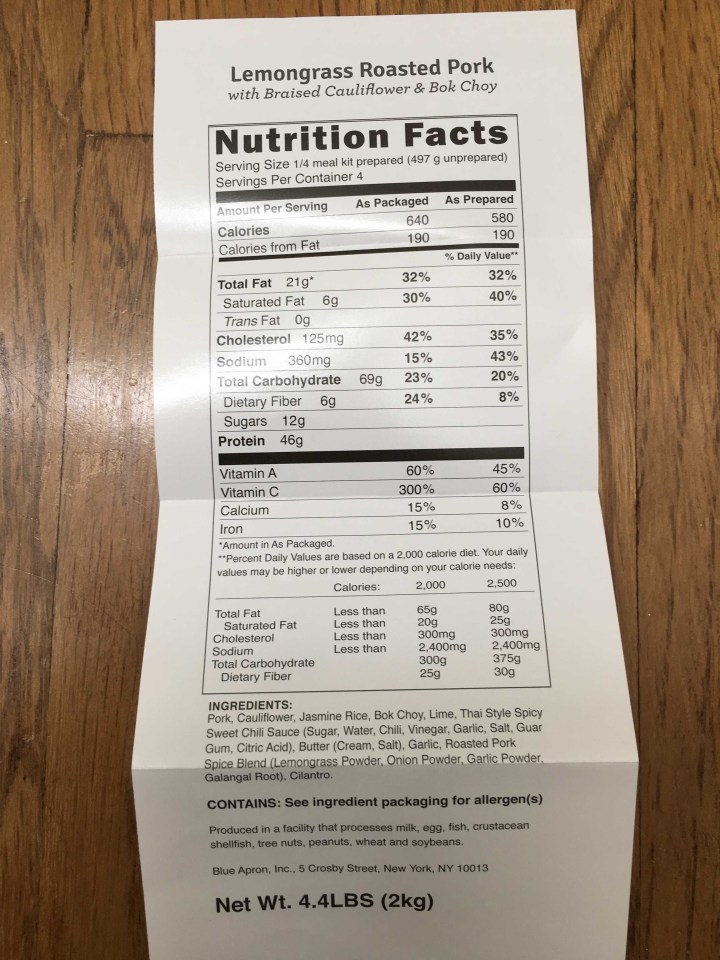 Lemongrass Roasted Pork
with Braised Cauliflower & Bok Choy
Nutrition Facts
Serving Size 1/4 meal kit prepared (497 g unprepared)
Servings Per Container 4
Amount Per Serving As Packaged As Prepared
Calories 640 580
Calories from Fat 190 190
% Daily Value**
Total Fat 21g* 32% 32%
Saturated Fat 6g 30% 40%
Trans Fat 0g
Cholesterol 125mg 42% 35%
Sodium 360mg 15% 43%
Total Carbohydrate 69g 23% 20%
Dietary Fiber 6g 24% 8%
Sugars 12g
Protein 46g
Vitamin A 60% 45%
Vitamin C 300% 60%
Calcium 15% 8%
Iron 15% 10%
*Amount in As Packaged.
**Percent Daily Values are based on a 2,000 calorie diet. Your daily
values may be higher or lower depending on your calorie needs:
Calories: 2,000 2,500
Total Fat Less than 65g 80g
Saturated Fat Less than 20g 25g
Cholesterol Less than 300mg 300mg
Sodium Less than 2,400mg 2,400mg
Total Carbohydrate 300g 375g
Dietary Fiber 25g 30g
INGREDIENTS:
Pork, Cauliflower, Jasmine Rice, Bok Choy, Lime, Thai Style Spicy
Sweet Chili Sauce (Sugar, Water, Chili, Vinegar, Garlic, Salt, Guar
Gum, Citric Acid), Butter (Cream, Salt), Garlic, Roasted Pork
Spice Blend (Lemongrass Powder, Onion Powder, Garlic Powder,
Galangal Root), Cilantro.
CONTAINS: See ingredient packaging for allergen(s)
Produced in a facility that processes milk, egg, fish, crustacean
shellfish, tree nuts, peanuts, wheat and soybeans.
Blue Apron, Inc., 5 Crosby Street, New York, NY 10013
Net Wt. 4.4LBS (2kg)